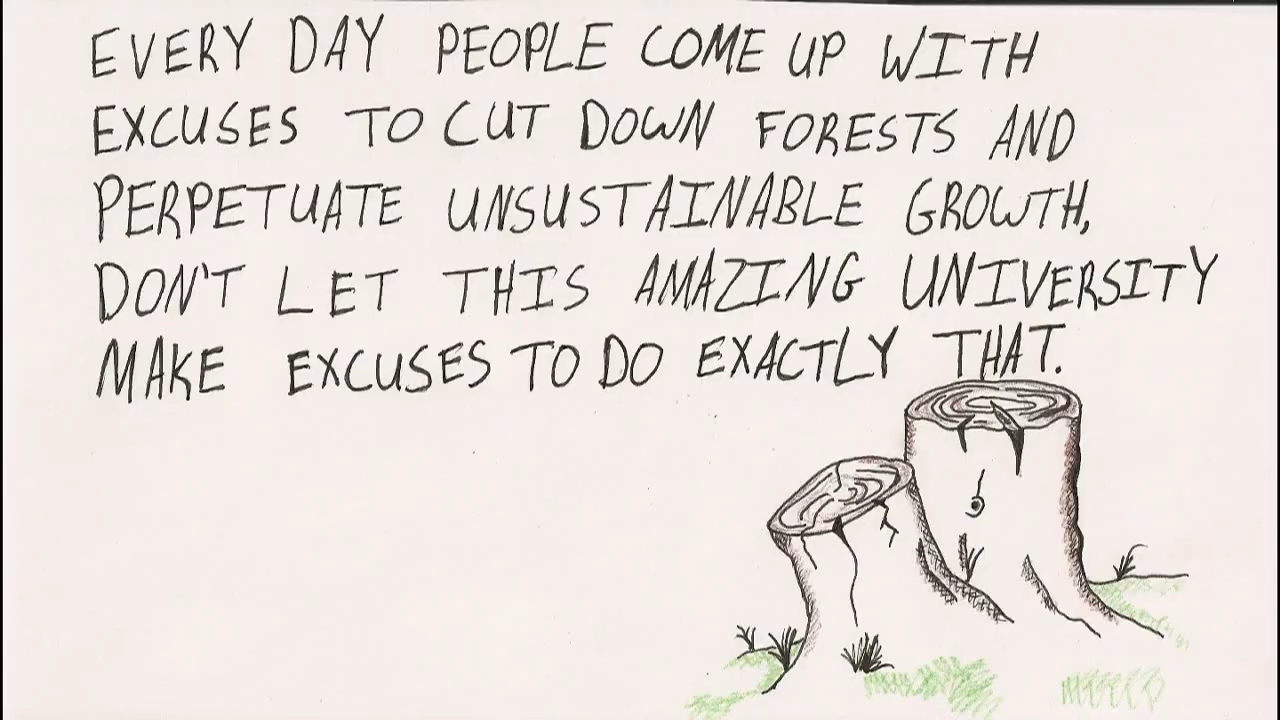 EVERY DAY PEOPLE COME UP WITH
EXCUSES TO CUT DOWN FORESTS AND
PERPETUATE UNSUSTAINABLE GROWTH,
DON'T LET THIS AMAZING UNIVERSITY
MAKE EXCUSES TO DO EXACTLY THAT.